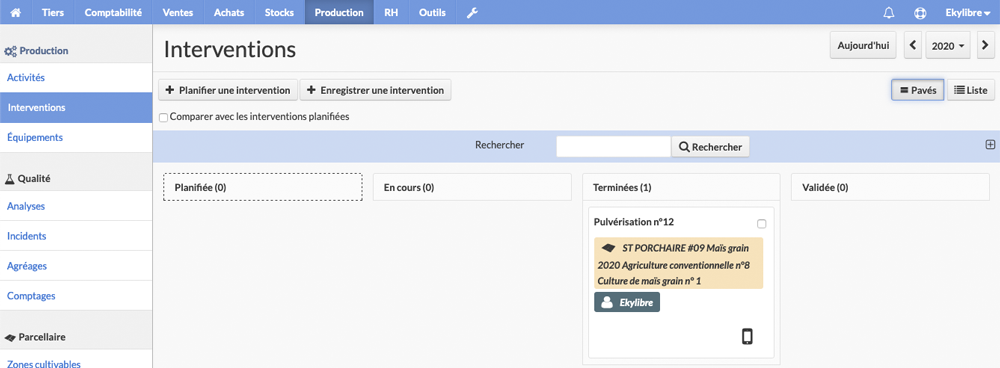 Tiers Comptabilité Ventes Achats Stocks Production RH Outils Ekylibre
Production
Activités
Interventions
Équipements
Qualité
Analyses
Incidents
Agréages
Comptages
Parcellaire
Zones cultivables
Interventions
Aujourd'hui 2020
Planifier une intervention Enregistrer une intervention Pavés Liste
Comparer avec les interventions planifiées
Rechercher Rechercher
Planifiée (0) En cours (0) Terminées (1) Validée (0)
Pulvérisation n°12
ST PORCHAIRE #09 Maïs grain
2020 Agriculture conventionnelle n°8
Culture de maïs grain n° 1
Ekylibre